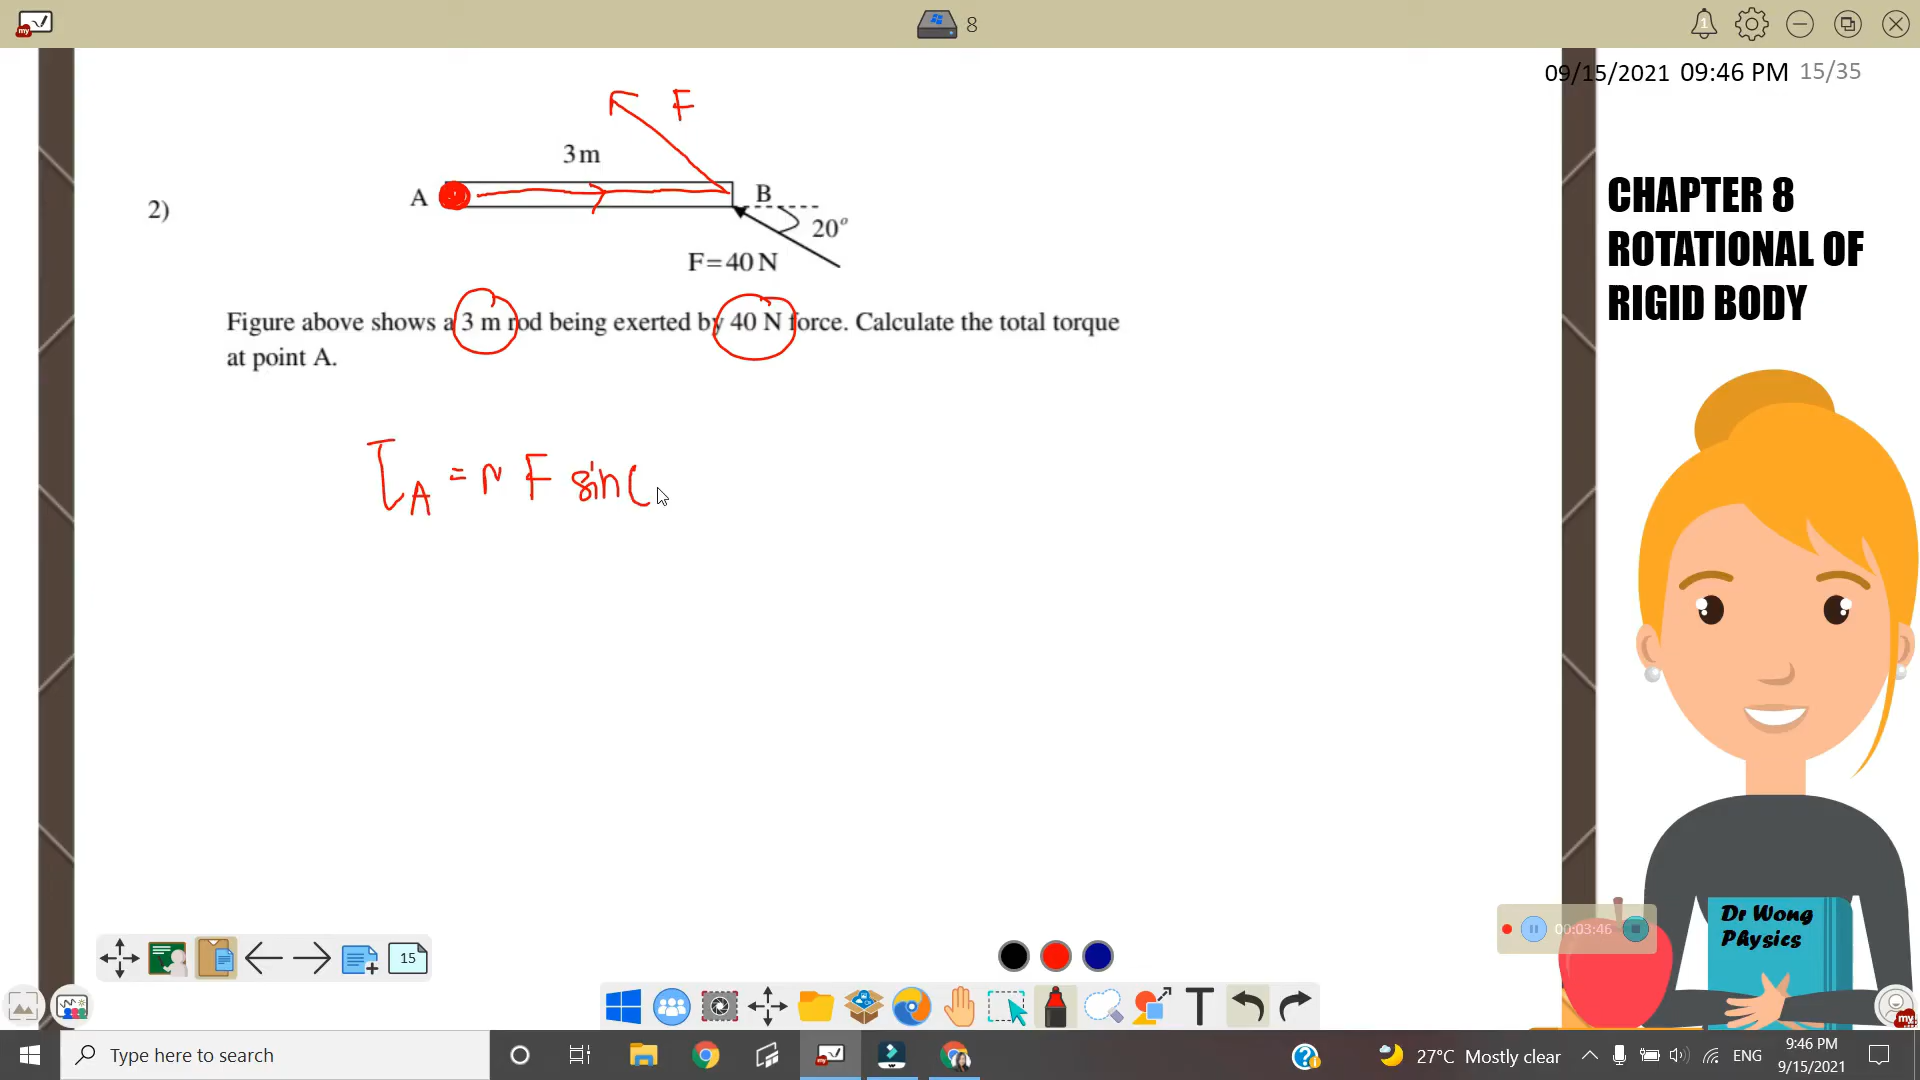 8
09/15/2021 09:46 PM 15/35
F
3 m
A
B
2)
20°
F=40 N
Figure above shows a 3 m rod being exerted by 40 N force. Calculate the total torque
at point A.
τA = r F sin(
CHAPTER 8
ROTATIONAL OF
RIGID BODY
Dr Wong
Physics
00:03:46
15
T
Type here to search
27°C Mostly clear
ENG
9:46 PM
9/15/2021